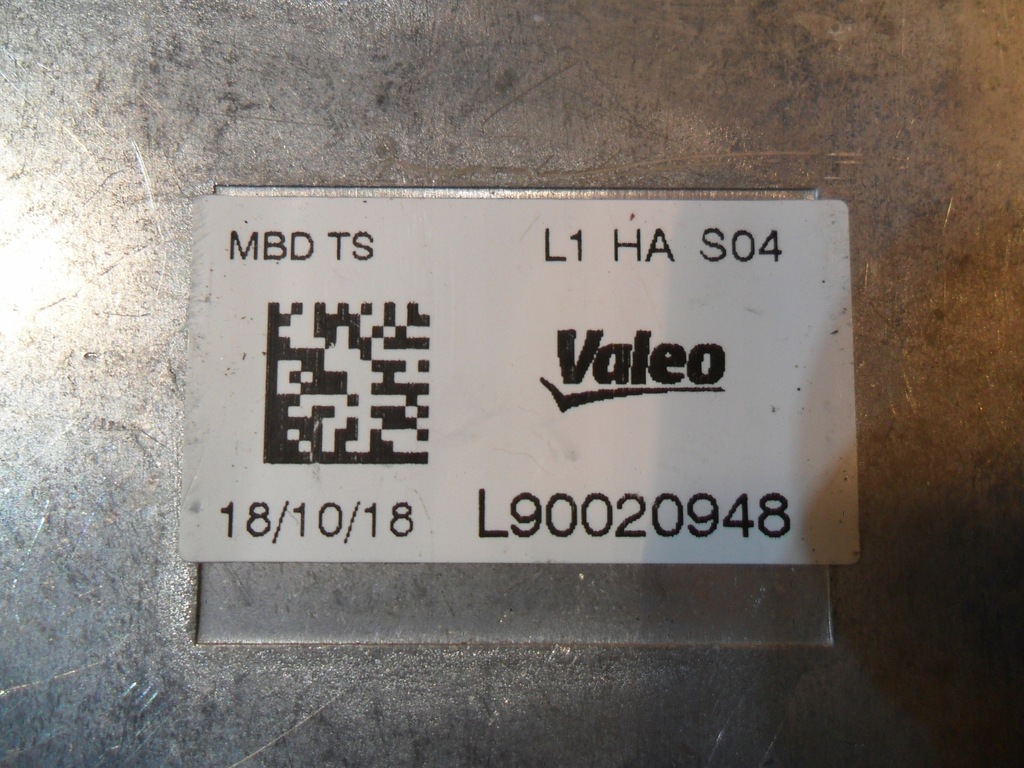 MBD TS L1 HA S04
Valeo
18/10/18 L90020948